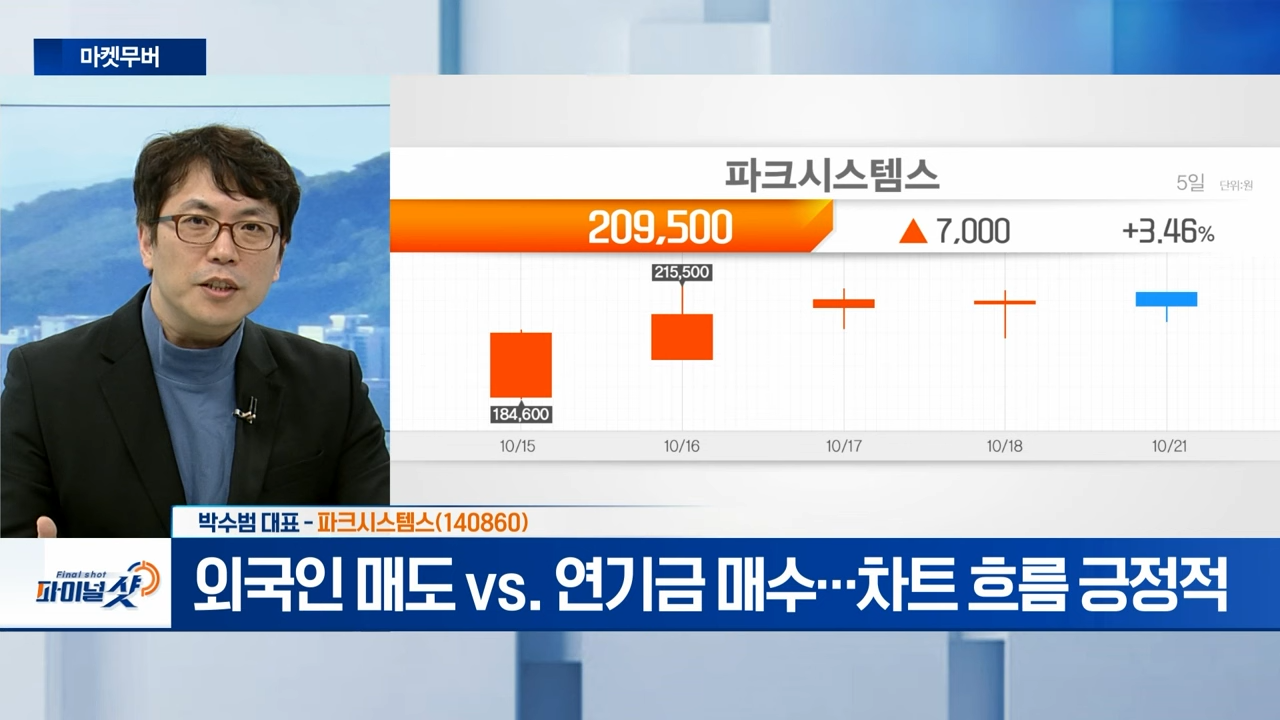 마켓무버
파크시스템스
5일 단위:원
209,500 ▲ 7,000 +3.46%
215,500
184,600
10/15 10/16 10/17 10/18 10/21
박수범 대표 - 파크시스템스(140860)
Final shot
파이널샷
외국인 매도 vs. 연기금 매수…차트 흐름 긍정적